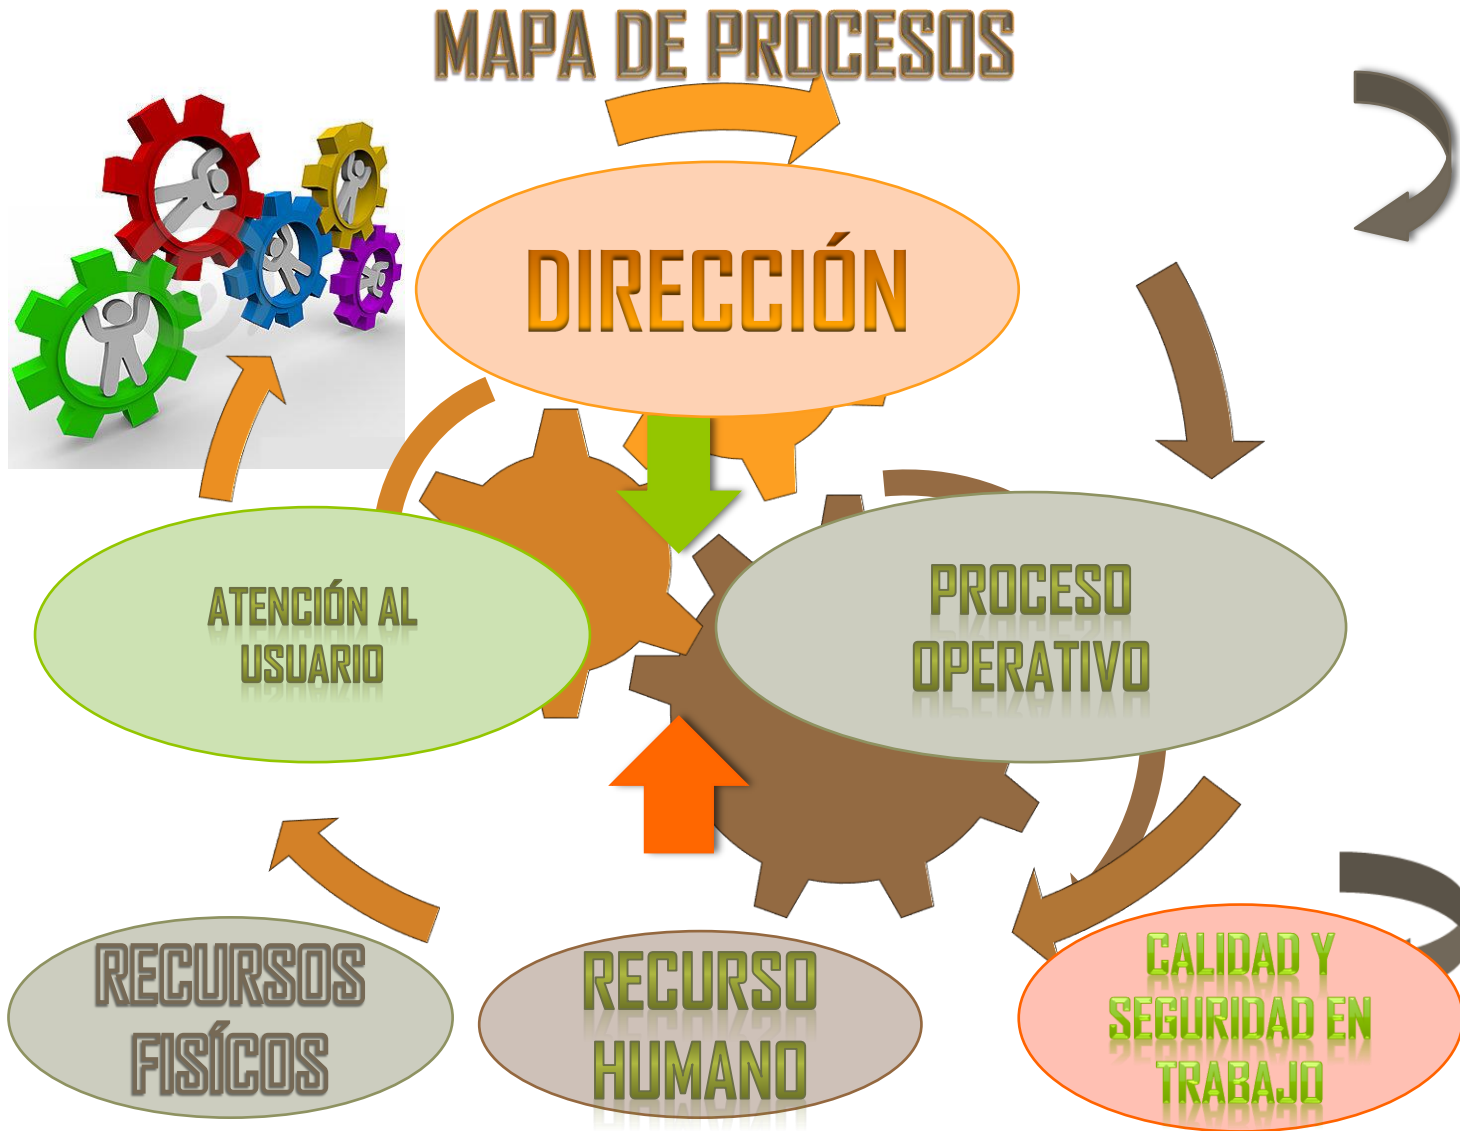 MAPA DE PROCESOS
DIRECCIÓN
ATENCIÓN AL
USUARIO
PROCESO
OPERATIVO
RECURSOS
FISÍCOS
RECURSO
HUMANO
CALIDAD Y
SEGURIDAD EN
TRABAJO